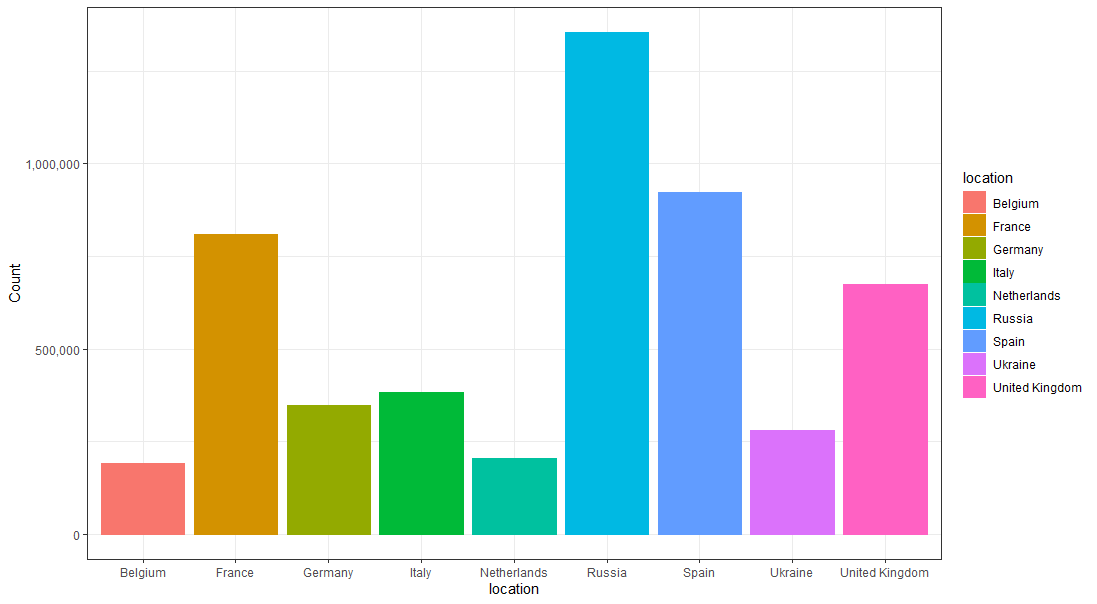 1,000,000
500,000
0
Count
Belgium France Germany Italy Netherlands Russia Spain Ukraine United Kingdom
location
location
Belgium
France
Germany
Italy
Netherlands
Russia
Spain
Ukraine
United Kingdom